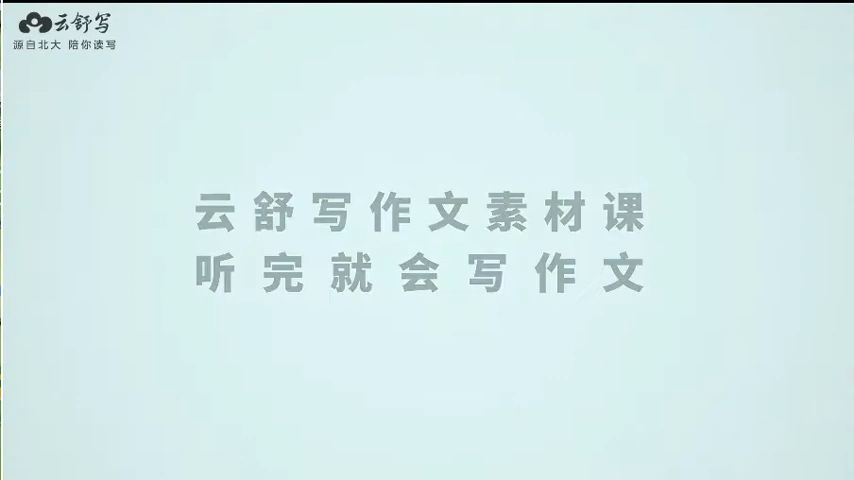 云舒写
源自北大 陪你读写
云舒写作文素材课
听完就会写作文